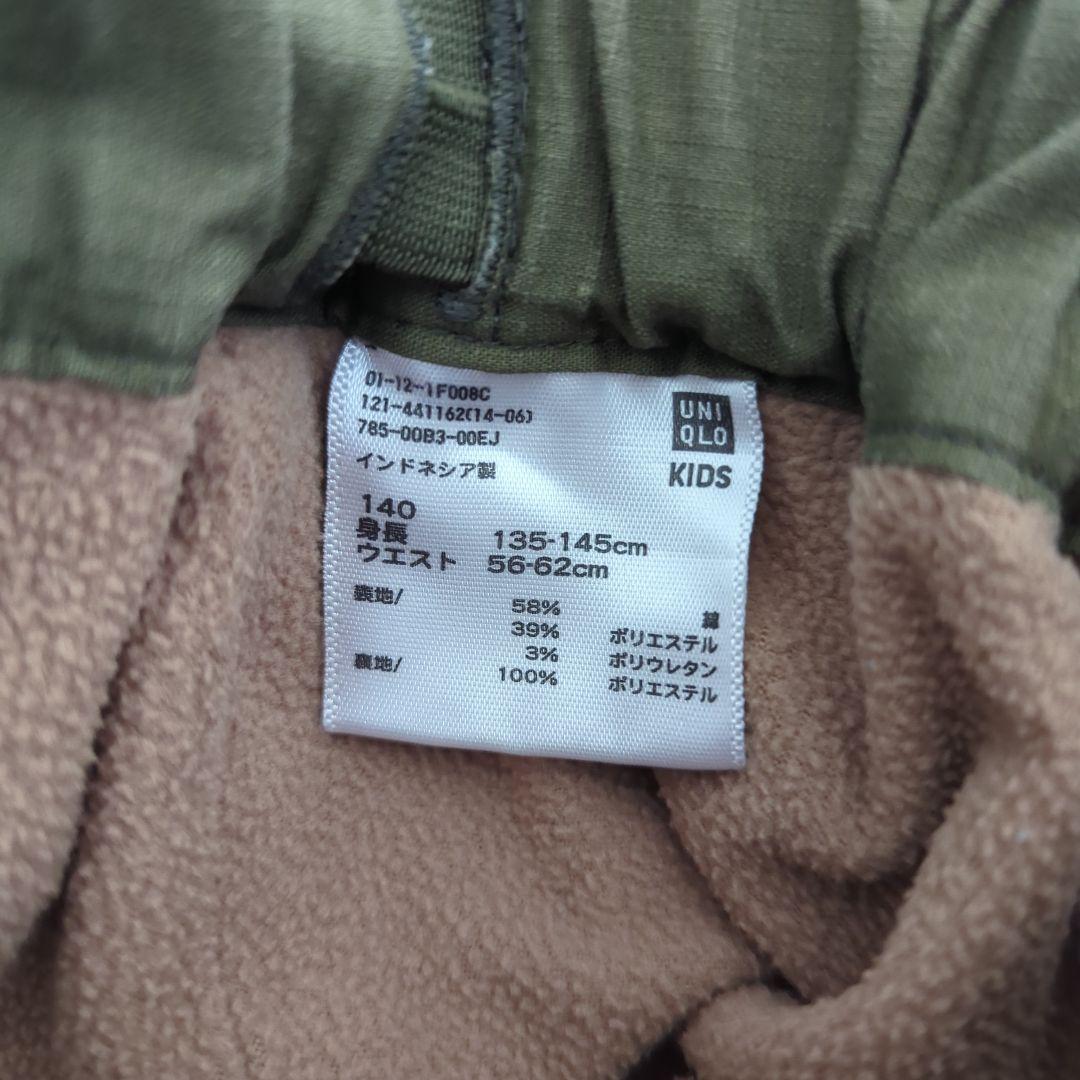 01-12-1F008C
121-441162(14-06)
785-00B3-00EJ
インドネシア製
UNI
QLO
KIDS
140
身長 135-145cm
ウエスト 56-62cm
表地/ 58% 綿
39% ポリエステル
3% ポリウレタン
裏地/ 100% ポリエステル